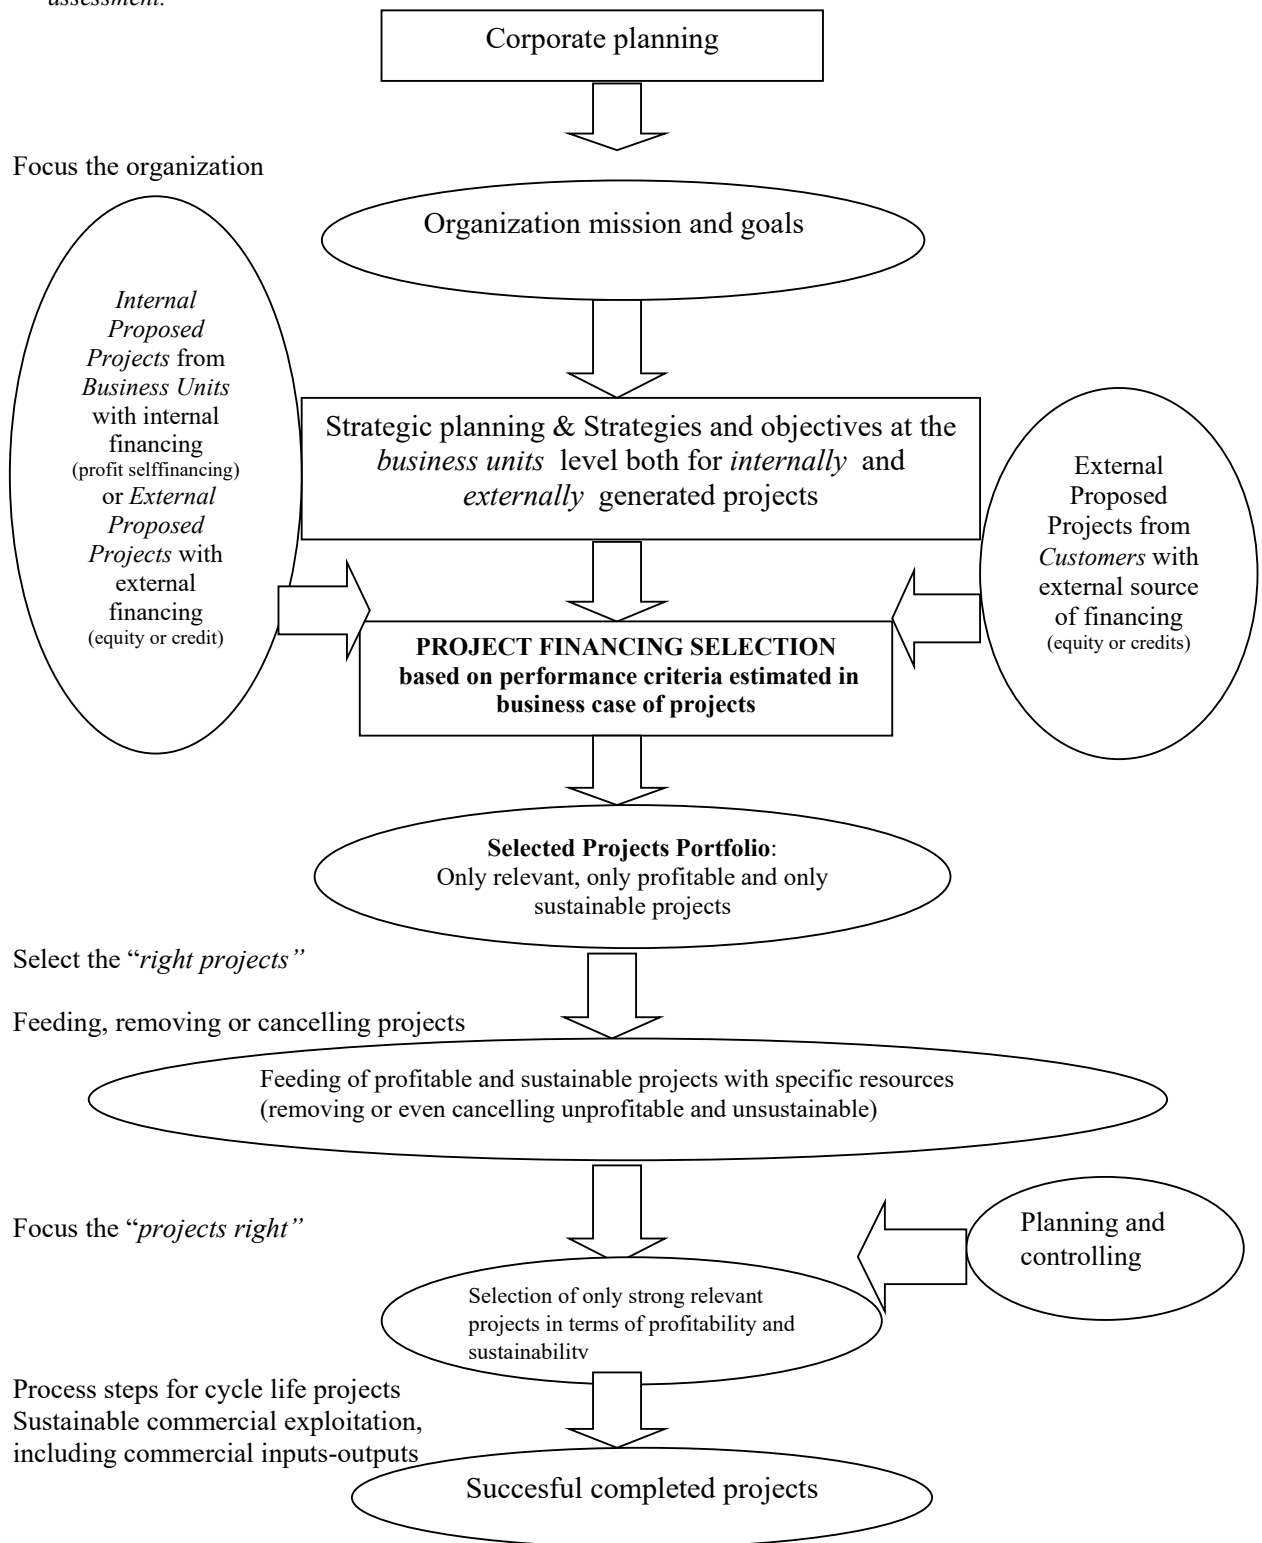 assessment.
Corporate planning
Focus the organization
Organization mission and goals
Internal
Proposed
Projects from
Business Units
with internal
financing
(profit selffinancing)
or External
Proposed
Projects with
external
financing
(equity or credit)
Strategic planning & Strategies and objectives at the
business units level both for internally and
externally generated projects
External
Proposed
Projects from
Customers with
external source
of financing
(equity or credits)
PROJECT FINANCING SELECTION
based on performance criteria estimated in
business case of projects
Selected Projects Portfolio:
Only relevant, only profitable and only
sustainable projects
Select the “right projects”
Feeding, removing or cancelling projects
Feeding of profitable and sustainable projects with specific resources
(removing or even cancelling unprofitable and unsustainable)
Focus the “projects right”
Planning and
controlling
Selection of only strong relevant
projects in terms of profitability and
sustainability
Process steps for cycle life projects
Sustainable commercial exploitation,
including commercial inputs-outputs
Succesful completed projects